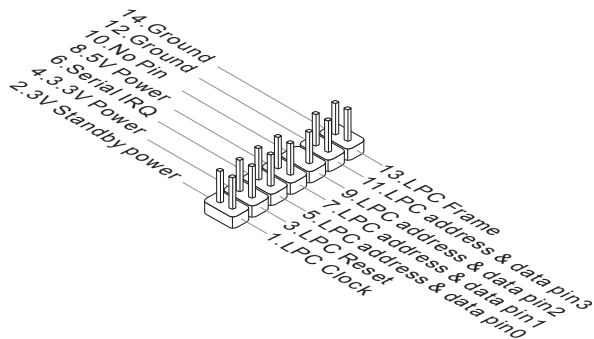 14.Ground
12.Ground
10.No Pin
8.5V Power
6.Serial IRQ
4.3.3V Power
2.3V Standby power
13.LPC Frame
11.LPC address & data pin3
9.LPC address & data pin2
7.LPC address & data pin1
5.LPC address & data pin0
3.LPC Reset
1.LPC Clock